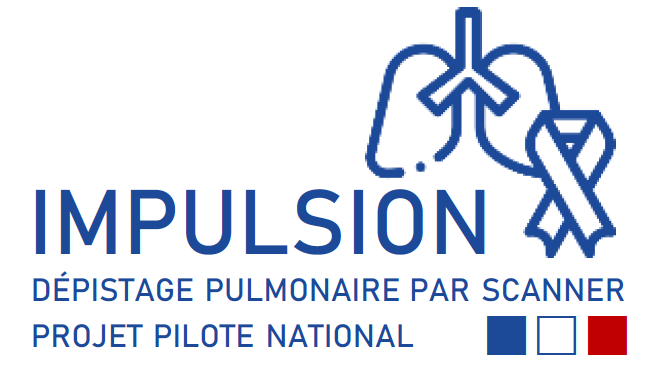 IMPULSION
DÉPISTAGE PULMONAIRE PAR SCANNER
PROJET PILOTE NATIONAL